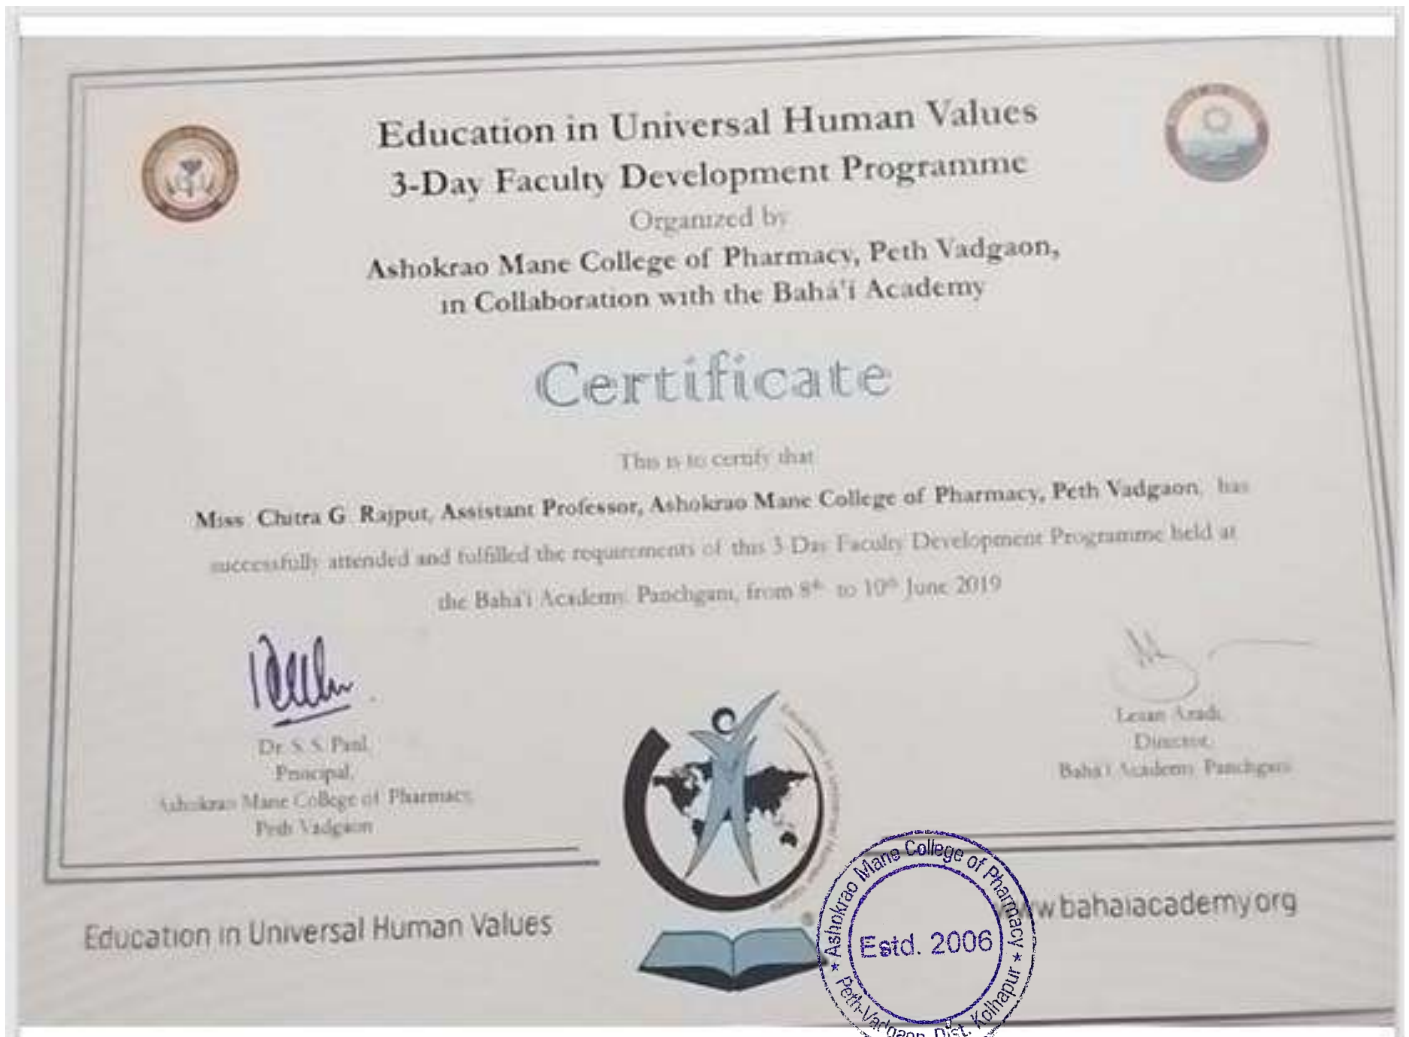 Education in Universal Human Values
3-Day Faculty Development Programme
Organized by
Ashokrao Mane College of Pharmacy, Peth Vadgaon,
in Collaboration with the Baha'i Academy
Certificate
This is to certify that
Miss Chitra G Rajput, Assistant Professor, Ashokrao Mane College of Pharmacy, Peth Vadgaon, has
successfully attended and fulfilled the requirements of this 3-Day Faculty Development Programme held at
the Baha'i Academy Panchgani, from 8th to 10th June 2019
Dr. S. S.
Principal,
Ashokrao Mane College of Pharmacy,
Peth Vadgaon
Director,
Baha'i Academy Panchgani
Education in Universal Human Values
www.bahaiacademy.org
Ashokrao Mane College of Pharmacy
Estd. 2006
Peth-Vadgaon Dist. Kolhapur